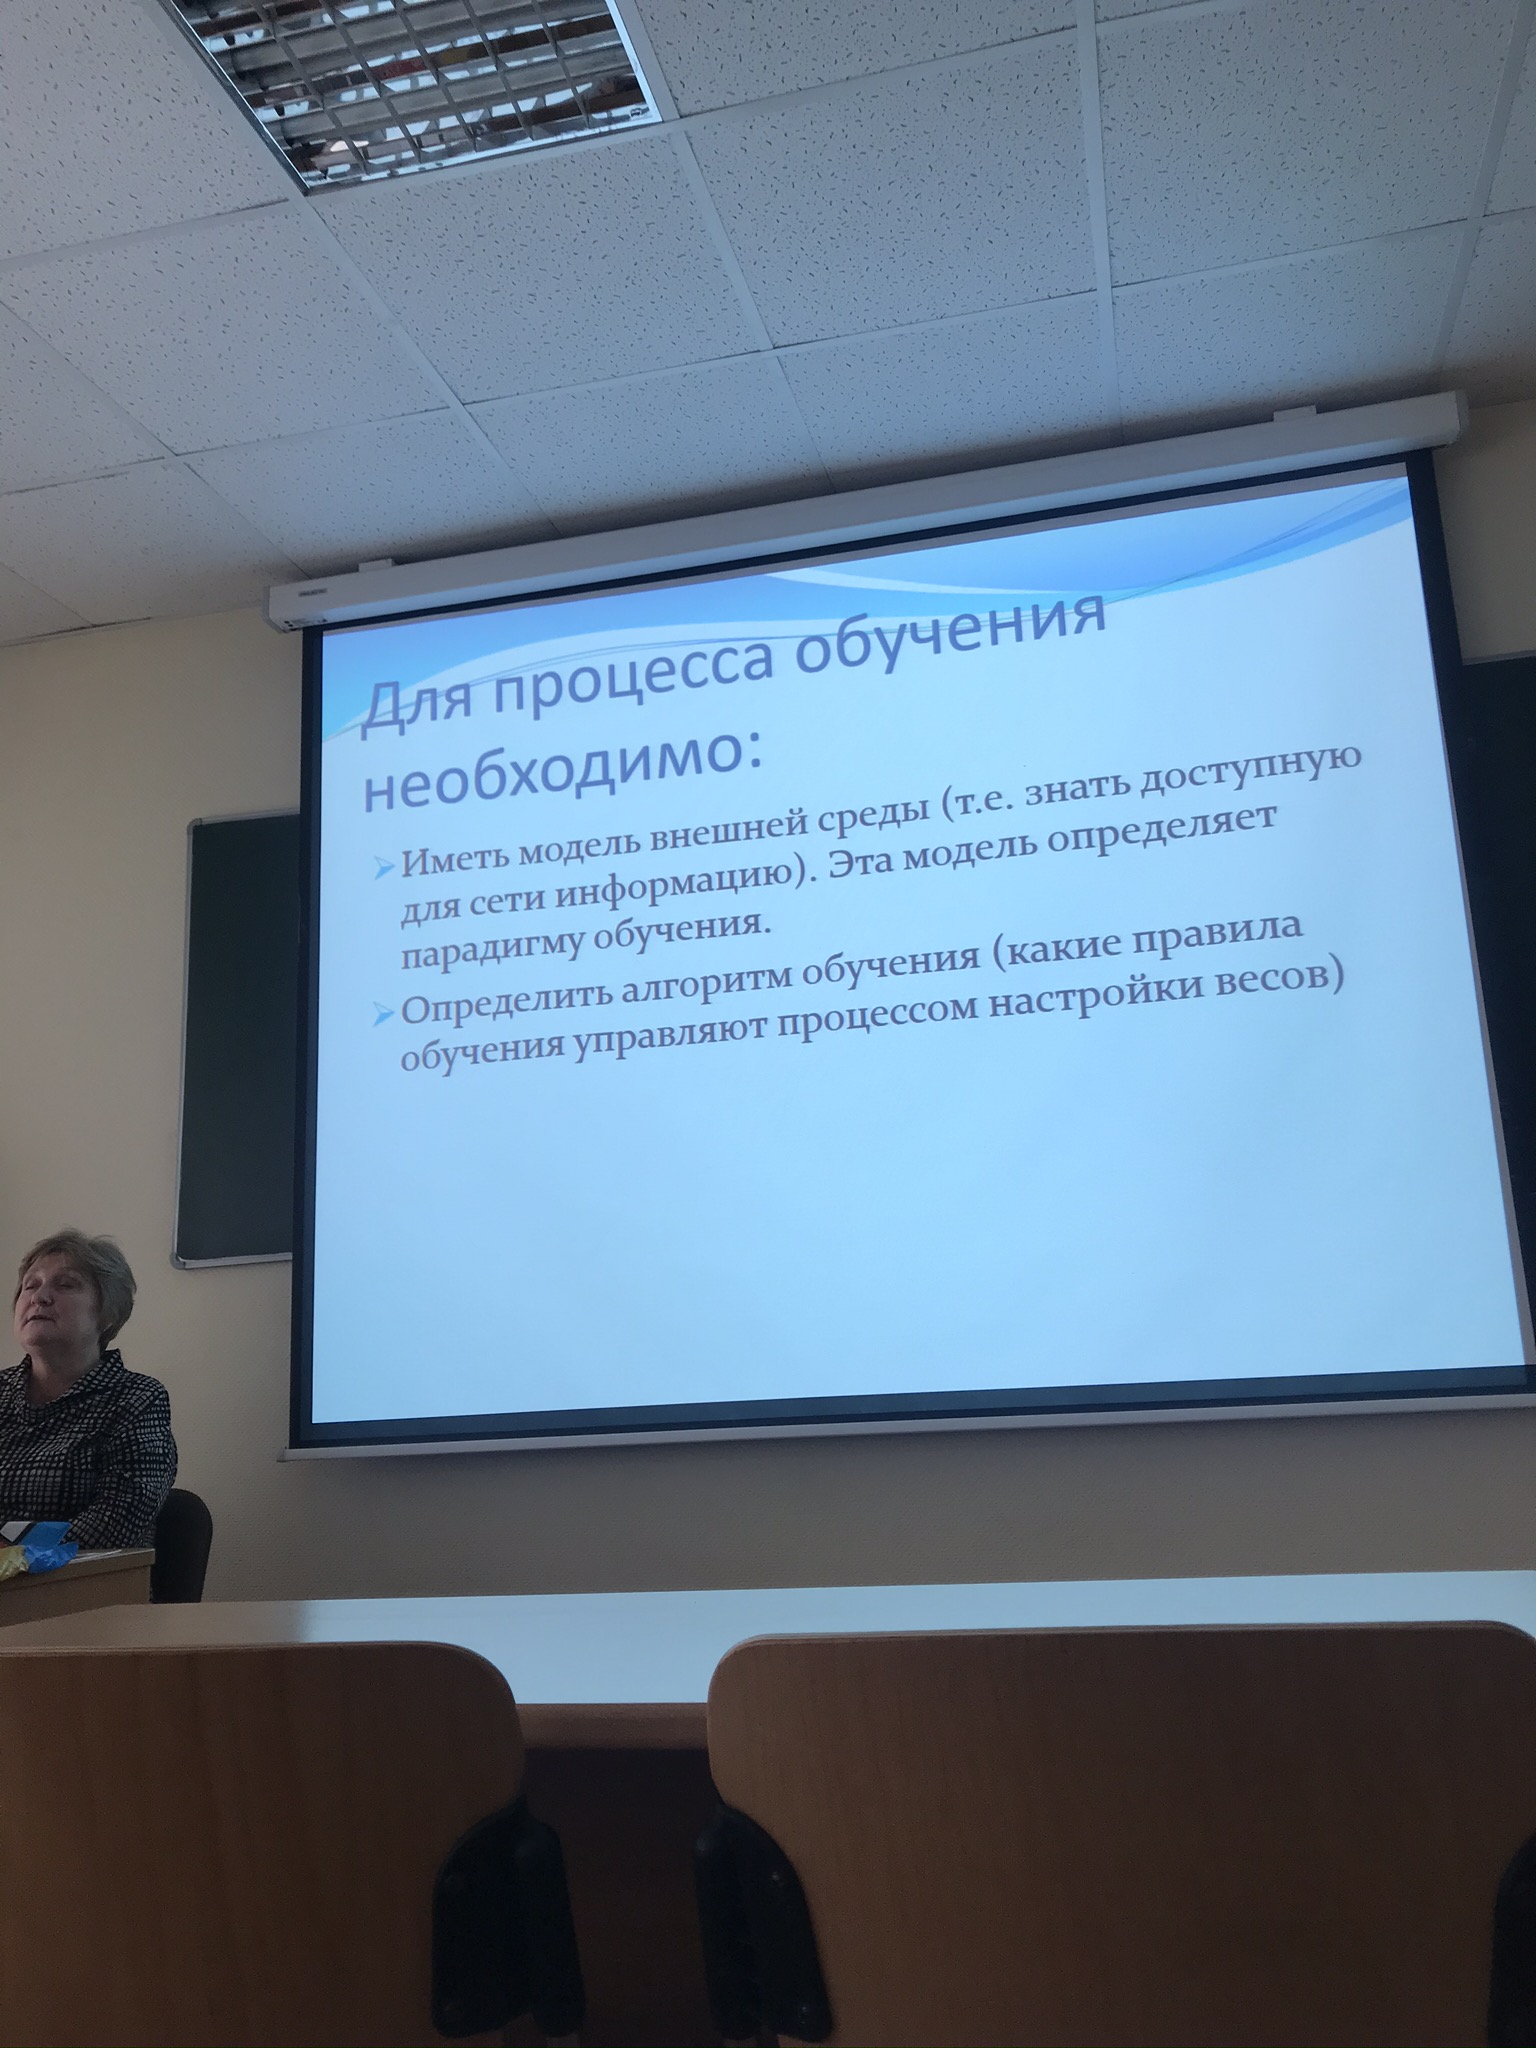 Для процесса обучения
необходимо:
Иметь модель внешней среды (т.е. знать доступную
для сети информацию). Эта модель определяет
парадигму обучения.
Определить алгоритм обучения (какие правила
обучения управляют процессом настройки весов)